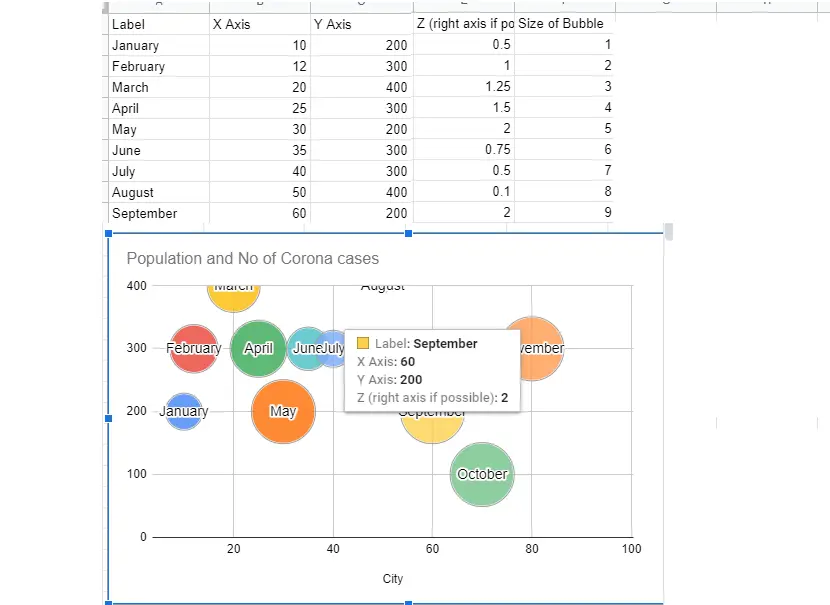 Label X Axis Y Axis Z (right axis if po Size of Bubble
January 10 200 0.5 1
February 12 300 1 2
March 20 400 1.25 3
April 25 300 1.5 4
May 30 200 2 5
June 35 300 0.75 6
July 40 300 0.5 7
August 50 400 0.1 8
September 60 200 2 9
Population and No of Corona cases
400 March August
Label: September
300 February April June July vember
X Axis: 60
Y Axis: 200
Z (right axis if possible): 2
200 January May September
100 October
0
20 40 60 80 100
City